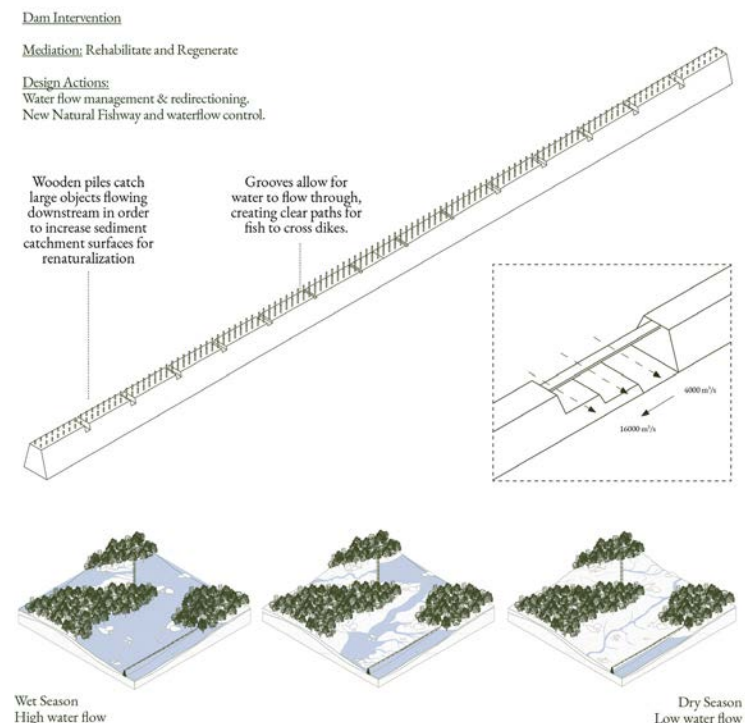 Dam Intervention
Mediation: Rehabilitate and Regenerate
Design Actions:
Water flow management & redirectioning.
New Natural Fishway and waterflow control.
Wooden piles catch
large objects flowing
downstream in order
to increase sediment
catchment surfaces for
renaturalization
Grooves allow for
water to flow through,
creating clear paths for
fish to cross dikes.
4000 m³/s
16000 m³/s
Wet Season
High water flow
Dry Season
Low water flow